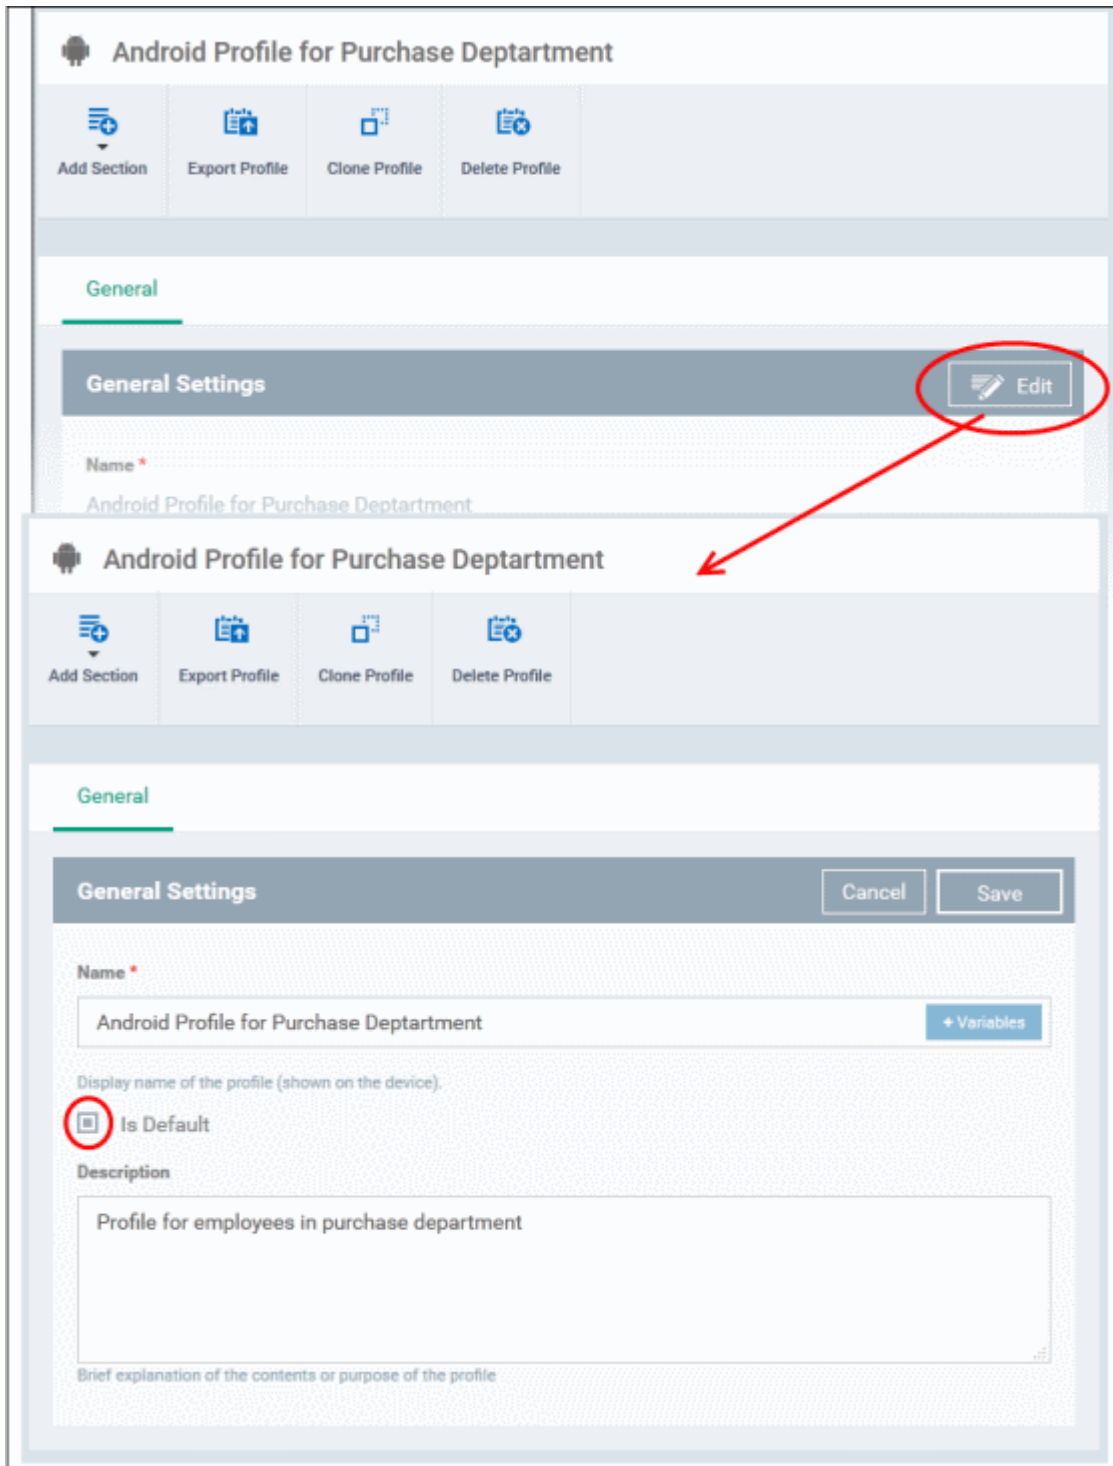 Android Profile for Purchase Deptartment
Add Section Export Profile Clone Profile Delete Profile
General
General Settings Edit
Name *
Android Profile for Purchase Deptartment
Android Profile for Purchase Deptartment
Add Section Export Profile Clone Profile Delete Profile
General
General Settings Cancel Save
Name *
Android Profile for Purchase Deptartment + Variables
Display name of the profile (shown on the device).
Is Default
Description
Profile for employees in purchase department
Brief explanation of the contents or purpose of the profile